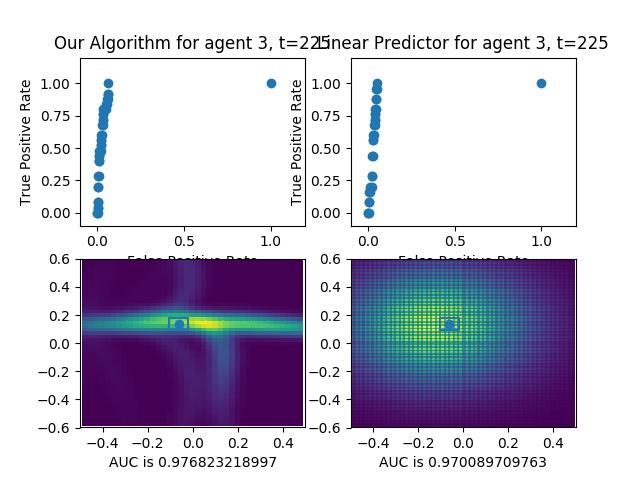 Our Algorithm for agent 3, t=225
Linear Predictor for agent 3, t=225
True Positive Rate
1.00
0.75
0.50
0.25
0.00
0.0 0.5 1.0
False Positive Rate
True Positive Rate
1.00
0.75
0.50
0.25
0.00
0.0 0.5 1.0
False Positive Rate
0.6
0.4
0.2
0.0
−0.2
−0.4
−0.6
−0.4 −0.2 0.0 0.2 0.4
AUC is 0.976823218997
0.6
0.4
0.2
0.0
−0.2
−0.4
−0.6
−0.4 −0.2 0.0 0.2 0.4
AUC is 0.970089709763